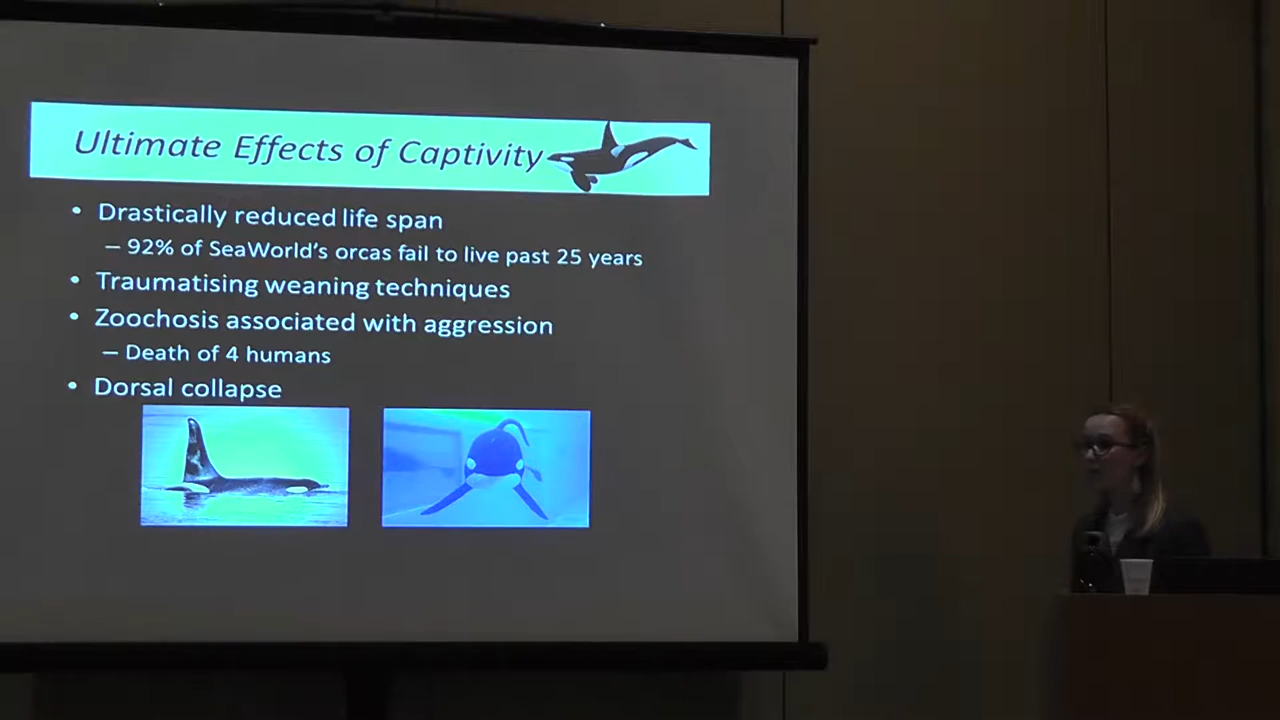 Ultimate Effects of Captivity
• Drastically reduced life span
– 92% of SeaWorld's orcas fail to live past 25 years
• Traumatising weaning techniques
• Zoochosis associated with aggression
– Death of 4 humans
• Dorsal collapse